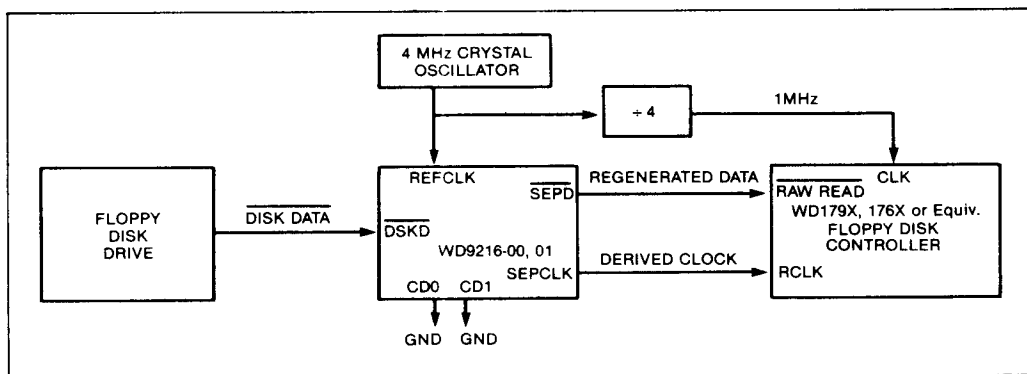 4 MHz CRYSTAL
OSCILLATOR
÷ 4
1MHz
FLOPPY
DISK
DRIVE
DISK DATA
REFCLK
SEPD
DSKD
WD9216-00, 01
SEPCLK
CD0 CD1
GND GND
REGENERATED DATA
DERIVED CLOCK
CLK
RAW READ
WD179X, 176X or Equiv.
FLOPPY DISK
CONTROLLER
RCLK